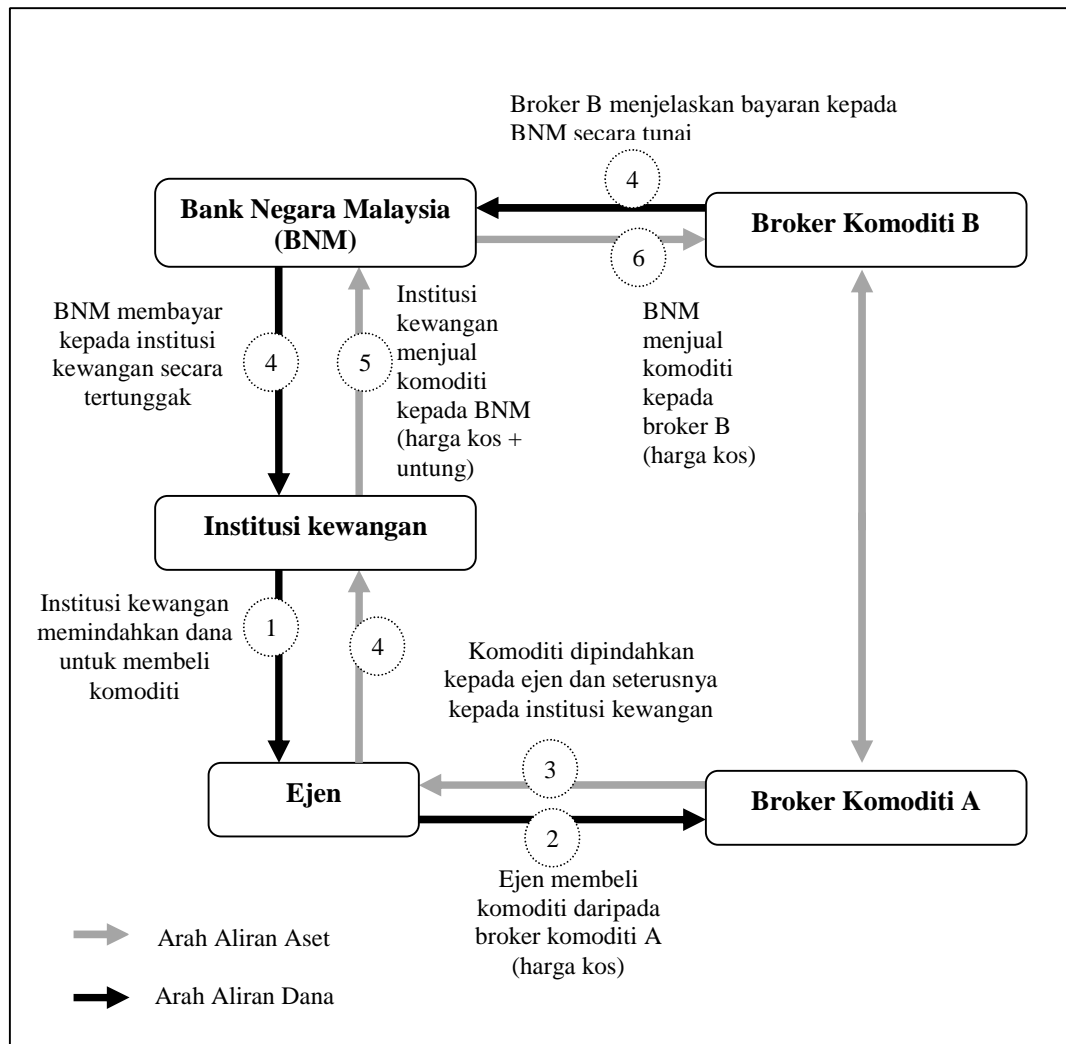 Broker B menjelaskan bayaran kepada
BNM secara tunai
4
Bank Negara Malaysia
(BNM)
Broker Komoditi B
6
BNM membayar
kepada institusi
kewangan secara
tertunggak
4
5
Institusi
kewangan
menjual
komoditi
kepada BNM
(harga kos +
untung)
BNM
menjual
komoditi
kepada
broker B
(harga kos)
Institusi kewangan
Institusi kewangan
memindahkan dana
untuk membeli
komoditi
1
4
Komoditi dipindahkan
kepada ejen dan seterusnya
kepada institusi kewangan
3
Ejen
Broker Komoditi A
2
Ejen membeli
komoditi daripada
broker komoditi A
(harga kos)
Arah Aliran Aset
Arah Aliran Dana